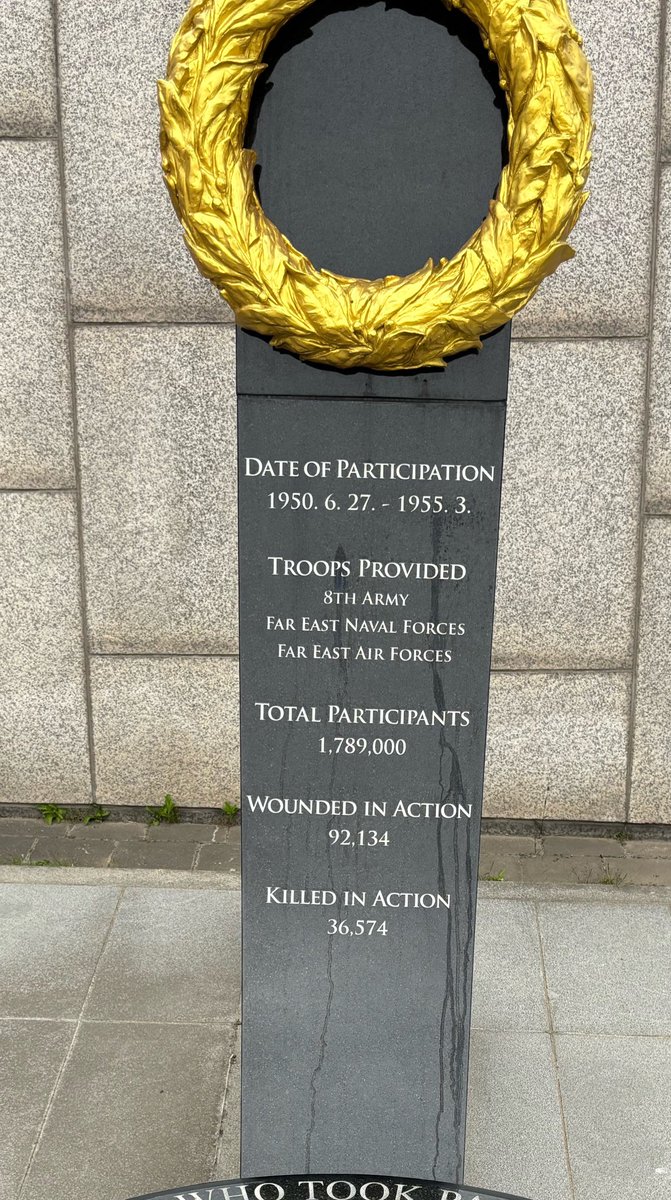 DATE OF PARTICIPATION
1950. 6. 27. - 1955. 3.
TROOPS PROVIDED
8TH ARMY
FAR EAST NAVAL FORCES
FAR EAST AIR FORCES
TOTAL PARTICIPANTS
1,789,000
WOUNDED IN ACTION
92,134
KILLED IN ACTION
36,574
WHO TOOK